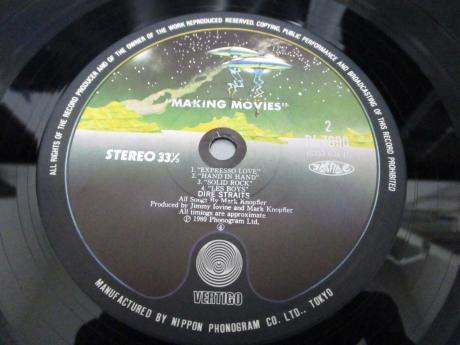 ALL RIGHTS OF THE RECORD PRODUCER AND OF THE OWNER OF THE WORK REPRODUCED RESERVED. COPYING, PUBLIC PERFORMANCE AND BROADCASTING OF THIS RECORD PROHIBITED
"MAKING MOVIES"
2
STEREO 33⅓
1. "EXPRESSO LOVE"
2. "HAND IN HAND"
3. "SOLID ROCK"
4. "LES BOYS"
DIRE STRAITS
All Songs By Mark Knopfler
Produced by Jimmy Iovine and Mark Knopfler
All timings are approximate.
Ⓟ 1980 Phonogram Ltd.
④
VERTIGO
MANUFACTURED BY NIPPON PHONOGRAM CO. LTD., TOKYO